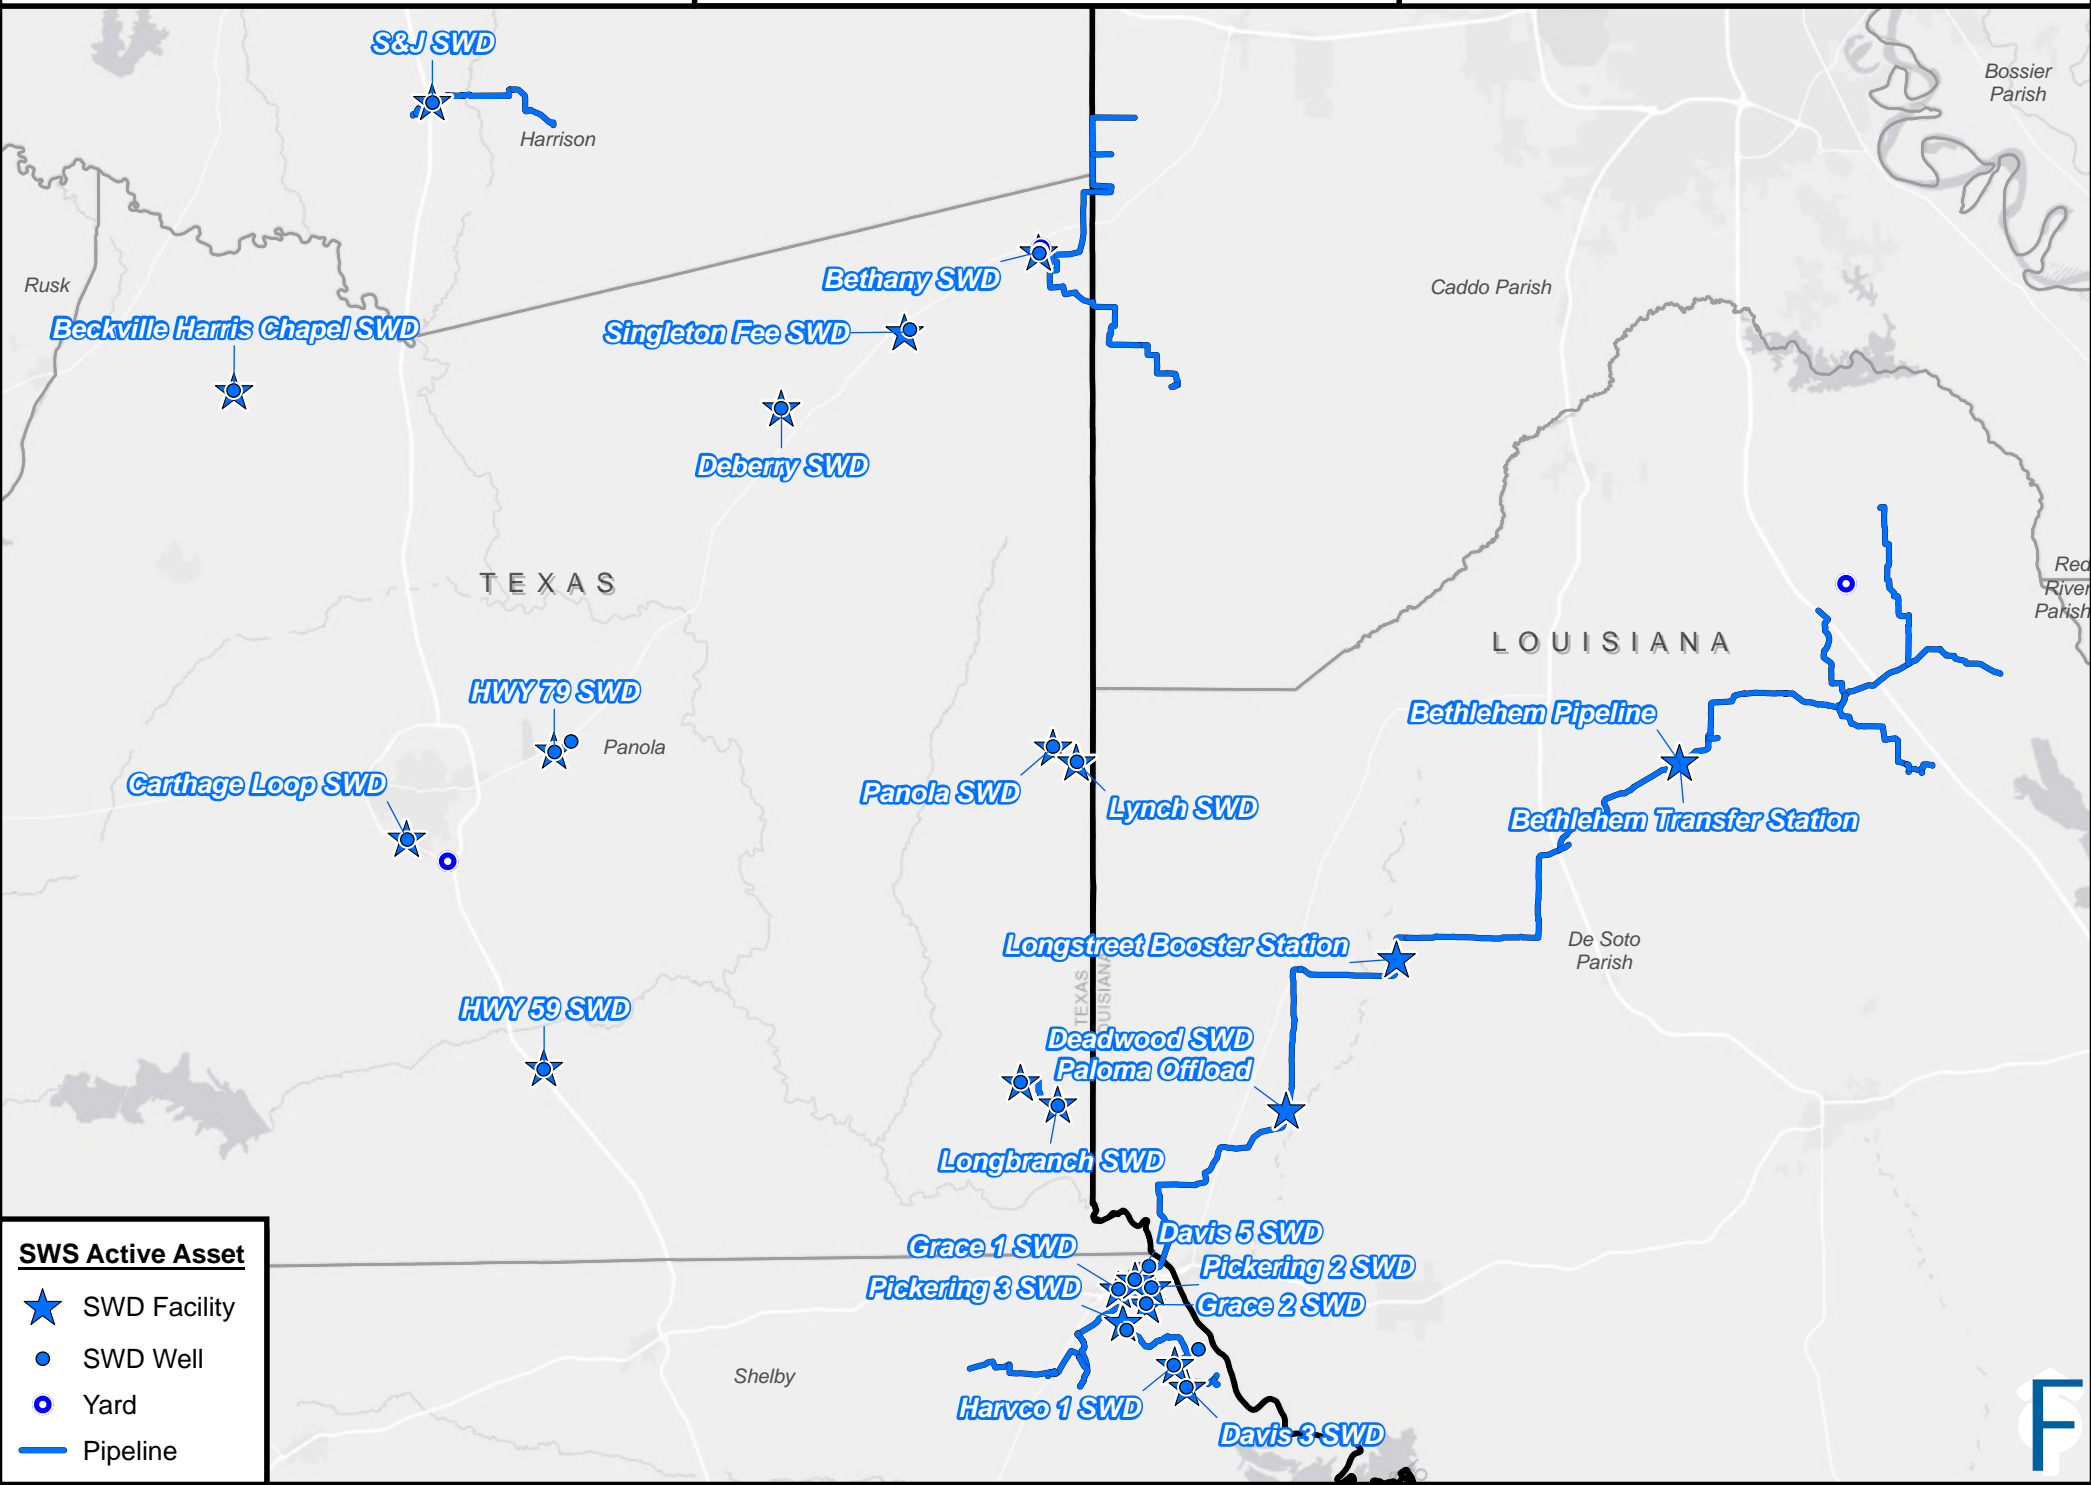 S&J SWD
Bossier
Parish
Harrison
Rusk
Bethany SWD
Caddo Parish
Beckville Harris Chapel SWD
Singleton Fee SWD
Deberry SWD
TEXAS
Red
River
Parish
LOUISIANA
HWY 79 SWD
Bethlehem Pipeline
Panola
Carthage Loop SWD
Panola SWD
Lynch SWD
Bethlehem Transfer Station
Longstreet Booster Station
De Soto
Parish
TEXAS
LOUISIANA
HWY 59 SWD
Deadwood SWD
Paloma Offload
Longbranch SWD
Davis 5 SWD
Grace 1 SWD
Pickering 2 SWD
Pickering 3 SWD
Grace 2 SWD
Shelby
Harvco 1 SWD
Davis 3 SWD
SWS Active Asset
SWD Facility
SWD Well
Yard
Pipeline
F